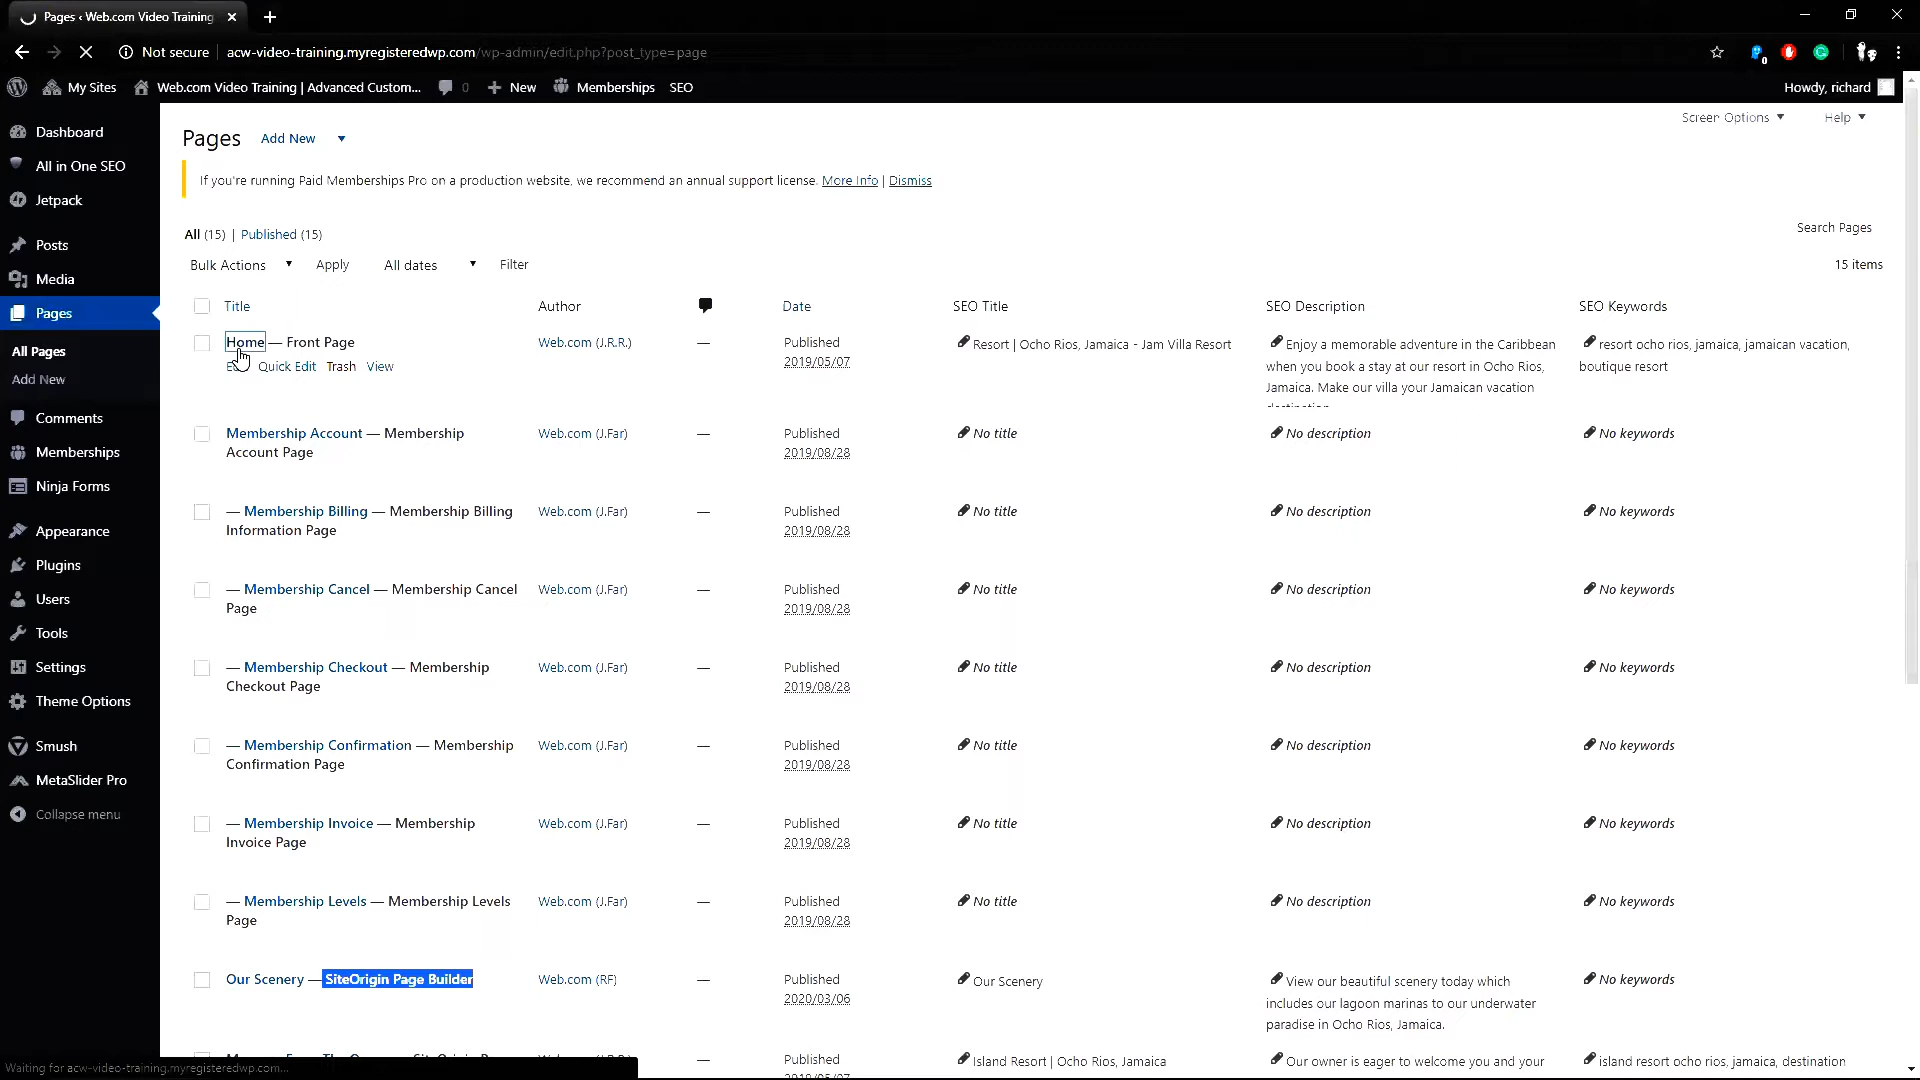 Pages ‹ Web.com Video Training
Not secure acw-video-training.myregisteredwp.com/wp-admin/edit.php?post_type=page
0
My Sites Web.com Video Training | Advanced Custom... 0 New Memberships SEO Howdy, richard
Dashboard
All in One SEO
Jetpack
Posts
Media
Pages
All Pages
Add New
Comments
Memberships
Ninja Forms
Appearance
Plugins
Users
Tools
Settings
Theme Options
Smush
MetaSlider Pro
Collapse menu
Screen Options Help
Pages Add New
If you're running Paid Memberships Pro on a production website, we recommend an annual support license. More Info | Dismiss
All (15) | Published (15) Search Pages
Bulk Actions Apply All dates Filter 15 items
Title Author Date SEO Title SEO Description SEO Keywords
Home — Front Page Web.com (J.R.R.) — Published Resort | Ocho Rios, Jamaica - Jam Villa Resort Enjoy a memorable adventure in the Caribbean resort ocho rios, jamaica, jamaican vacation,
Quick Edit Trash View 2019/05/07 when you book a stay at our resort in Ocho Rios, boutique resort
Jamaica. Make our villa your Jamaican vacation
Membership Account — Membership Web.com (J.Far) — Published No title No description No keywords
Account Page 2019/08/28
— Membership Billing — Membership Billing Web.com (J.Far) — Published No title No description No keywords
Information Page 2019/08/28
— Membership Cancel — Membership Cancel Web.com (J.Far) — Published No title No description No keywords
Page 2019/08/28
— Membership Checkout — Membership Web.com (J.Far) — Published No title No description No keywords
Checkout Page 2019/08/28
— Membership Confirmation — Membership Web.com (J.Far) — Published No title No description No keywords
Confirmation Page 2019/08/28
— Membership Invoice — Membership Web.com (J.Far) — Published No title No description No keywords
Invoice Page 2019/08/28
— Membership Levels — Membership Levels Web.com (J.Far) — Published No title No description No keywords
Page 2019/08/28
Our Scenery — SiteOrigin Page Builder Web.com (RF) — Published Our Scenery View our beautiful scenery today which No keywords
2020/03/06 includes our lagoon marinas to our underwater
paradise in Ocho Rios, Jamaica.
— Published Island Resort | Ocho Rios, Jamaica Our owner is eager to welcome you and your island resort ocho rios, jamaica, destination
Waiting for acw-video-training.myregisteredwp.com...